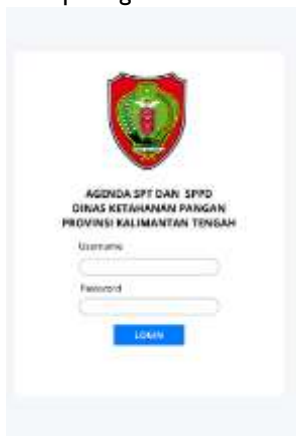 AGENDA SPT DAN SPPD
DINAS KETAHANAN PANGAN
PROVINSI KALIMANTAN TENGAH
Username
Password
LOGIN